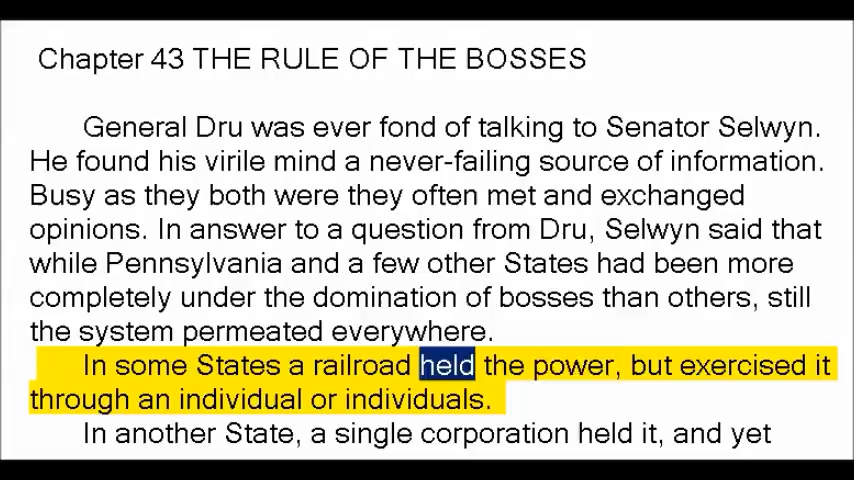 Chapter 43 THE RULE OF THE BOSSES
General Dru was ever fond of talking to Senator Selwyn.
He found his virile mind a never-failing source of information.
Busy as they both were they often met and exchanged
opinions. In answer to a question from Dru, Selwyn said that
while Pennsylvania and a few other States had been more
completely under the domination of bosses than others, still
the system permeated everywhere.
In some States a railroad held the power, but exercised it
through an individual or individuals.
In another State, a single corporation held it, and yet